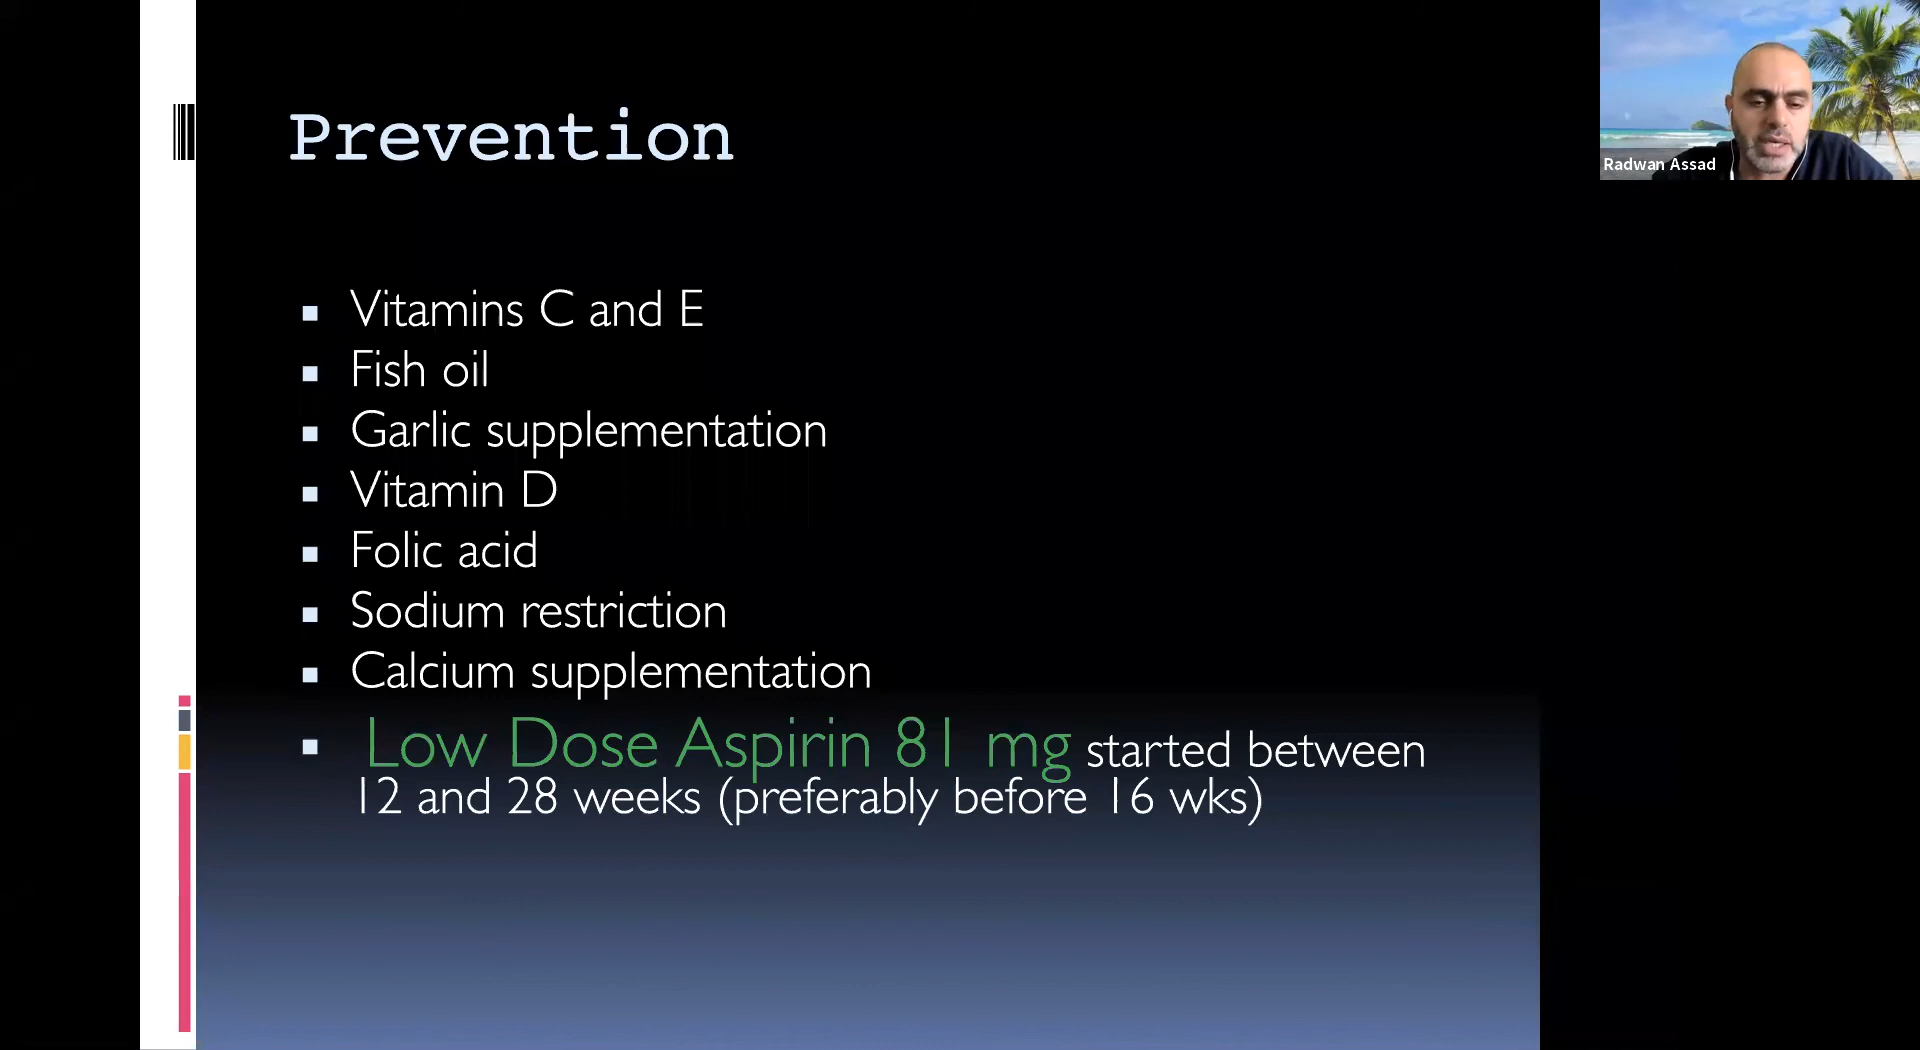 Prevention
Radwan Assad
Vitamins C and E
Fish oil
Garlic supplementation
Vitamin D
Folic acid
Sodium restriction
Calcium supplementation
Low Dose Aspirin 81 mg started between
12 and 28 weeks (preferably before 16 wks)